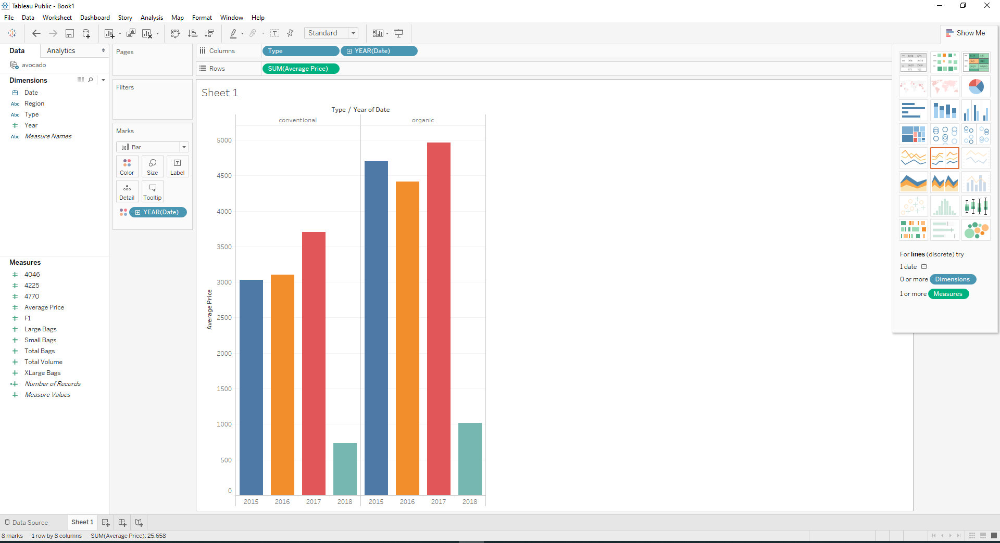 Tableau Public - Book1
File Data Worksheet Dashboard Story Analysis Map Format Window Help
Standard
Show Me
Data Analytics
avocado
Dimensions
Date
Abc Region
Abc Type
Year
Abc Measure Names
Measures
4046
4225
4770
Average Price
F1
Large Bags
Small Bags
Total Bags
Total Volume
XLarge Bags
Number of Records
Measure Values
Pages
Filters
Marks
Bar
Color Size Label
Detail Tooltip
YEAR(Date)
Columns Type YEAR(Date)
Rows SUM(Average Price)
Sheet 1
Type / Year of Date
conventional organic
5000
4500
4000
3500
3000
2500
2000
1500
1000
500
0
Average Price
2015 2016 2017 2018 2015 2016 2017 2018
For lines (discrete) try
1 date
0 or more Dimensions
1 or more Measures
Data Source Sheet 1
8 marks 1 row by 8 columns SUM(Average Price): 25,658